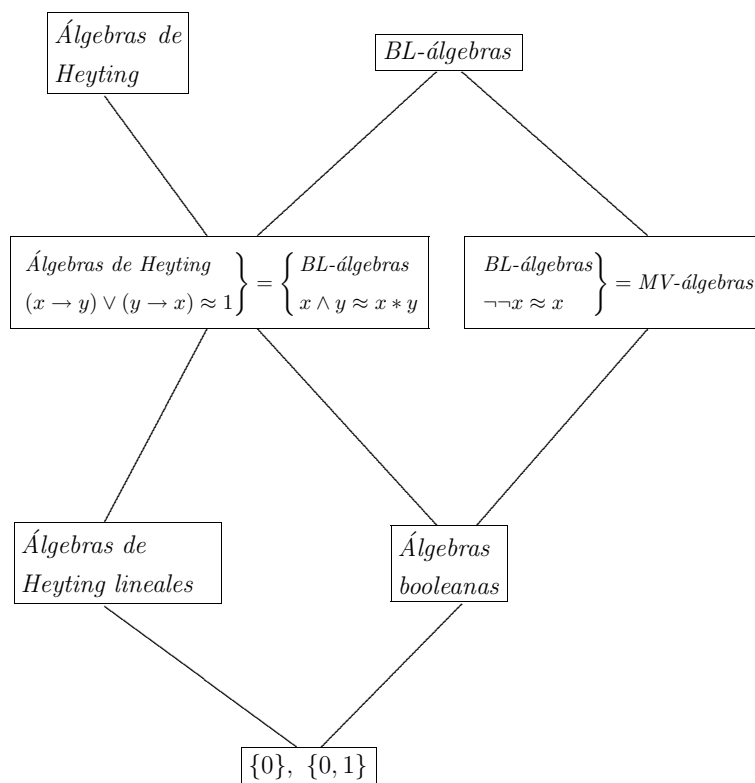 Álgebras de
Heyting
BL-álgebras
Álgebras de Heyting
(x → y) ∨ (y → x) ≈ 1
=
BL-álgebras
x ∧ y ≈ x ∗ y
BL-álgebras
¬¬x ≈ x
= MV-álgebras
Álgebras de
Heyting lineales
Álgebras
booleanas
{0}, {0, 1}